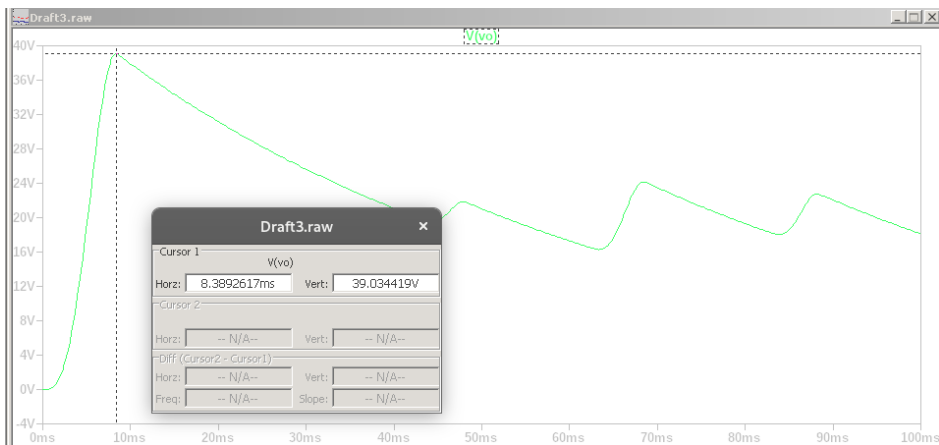 Draft3.raw
V(vo)
40V
36V
32V
28V
24V
20V
16V
12V
8V
4V
0V
-4V
0ms 10ms 20ms 30ms 40ms 50ms 60ms 70ms 80ms 90ms 100ms
Draft3.raw
Cursor 1
V(vo)
Horz: 8.3892617ms Vert: 39.034419V
Cursor 2
Horz: -- N/A-- Vert: -- N/A--
Diff (Cursor2 - Cursor1)
Horz: -- N/A-- Vert: -- N/A--
Freq: -- N/A-- Slope: -- N/A--